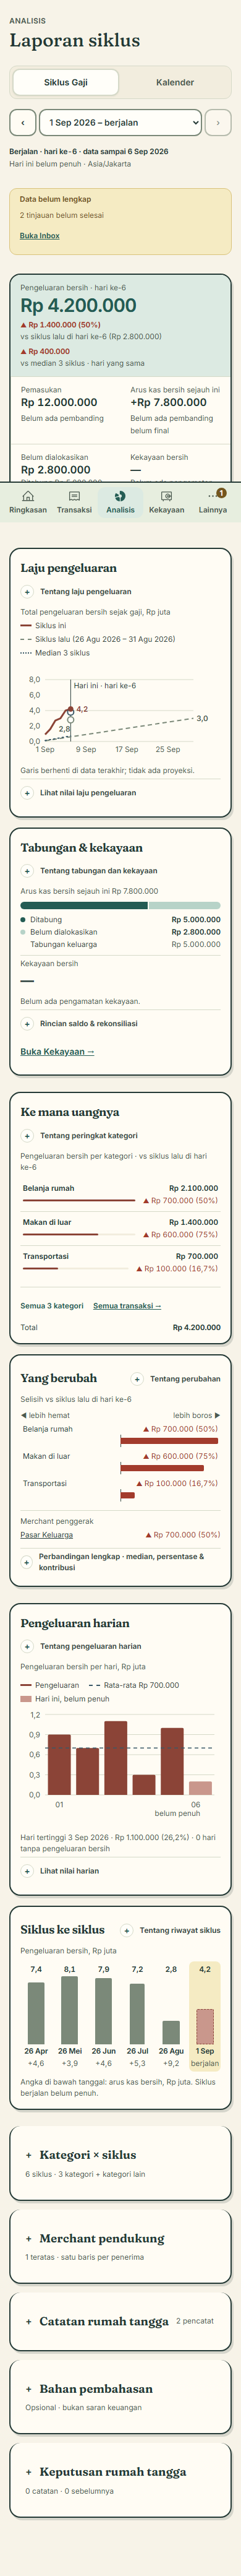 ANALISIS
Laporan siklus
Siklus Gaji
Kalender
‹
1 Sep 2026 – berjalan
›
Berjalan · hari ke-6 · data sampai 6 Sep 2026
Hari ini belum penuh · Asia/Jakarta
Data belum lengkap
2 tinjauan belum selesai
Buka Inbox
Pengeluaran bersih · hari ke-6
Rp 4.200.000
▲ Rp 1.400.000 (50%)
vs siklus lalu di hari ke-6 (Rp 2.800.000)
▲ Rp 400.000
vs median 3 siklus · hari yang sama
Pemasukan
Rp 12.000.000
Belum ada pembanding
Arus kas bersih sejauh ini
+Rp 7.800.000
Belum ada pembanding
belum final
Belum dialokasikan
Rp 2.800.000
Kekayaan bersih
—
Ringkasan
Transaksi
Analisis
Kekayaan
1
Lainnya
Laju pengeluaran
+ Tentang laju pengeluaran
Total pengeluaran bersih sejak gaji, Rp juta
Siklus ini
Siklus lalu (26 Agu 2026 – 31 Agu 2026)
Median 3 siklus
8,0
Hari ini · hari ke-6
6,0
4,0
4,2
3,0
2,8
2,0
0,0
1 Sep
9 Sep
17 Sep
25 Sep
Garis berhenti di data terakhir; tidak ada proyeksi.
+ Lihat nilai laju pengeluaran
Tabungan & kekayaan
+ Tentang tabungan dan kekayaan
Arus kas bersih sejauh ini Rp 7.800.000
Ditabung Rp 5.000.000
Belum dialokasikan Rp 2.800.000
Tabungan keluarga Rp 5.000.000
Kekayaan bersih
—
Belum ada pengamatan kekayaan.
+ Rincian saldo & rekonsiliasi
Buka Kekayaan →
Ke mana uangnya
+ Tentang peringkat kategori
Pengeluaran bersih per kategori · vs siklus lalu di hari
ke-6
Belanja rumah Rp 2.100.000
▲ Rp 700.000 (50%)
Makan di luar Rp 1.400.000
▲ Rp 600.000 (75%)
Transportasi Rp 700.000
▲ Rp 100.000 (16,7%)
Semua 3 kategori Semua transaksi →
Total Rp 4.200.000
Yang berubah + Tentang perubahan
Selisih vs siklus lalu di hari ke-6
◀ lebih hemat lebih boros ▶
Belanja rumah ▲ Rp 700.000 (50%)
Makan di luar ▲ Rp 600.000 (75%)
Transportasi ▲ Rp 100.000 (16,7%)
Merchant penggerak
Pasar Keluarga ▲ Rp 700.000 (50%)
+ Perbandingan lengkap · median, persentase &
kontribusi
Pengeluaran harian
+ Tentang pengeluaran harian
Pengeluaran bersih per hari, Rp juta
Pengeluaran Rata-rata Rp 700.000
Hari ini, belum penuh
1,2
0,9
0,6
0,3
0,0
01
06
belum penuh
Hari tertinggi 3 Sep 2026 · Rp 1.100.000 (26,2%) · 0 hari
tanpa pengeluaran bersih
+ Lihat nilai harian
Siklus ke siklus + Tentang riwayat siklus
Pengeluaran bersih, Rp juta
7,4 8,1 7,9 7,2 2,8 4,2
26 Apr 26 Mei 26 Jun 26 Jul 26 Agu 1 Sep
+4,6 +3,9 +4,6 +5,3 +9,2 berjalan
Angka di bawah tanggal: arus kas bersih, Rp juta. Siklus
berjalan belum penuh.
+ Kategori × siklus
6 siklus · 3 kategori + kategori lain
+ Merchant pendukung
1 teratas · satu baris per penerima
+ Catatan rumah tangga 2 pencatat
+ Bahan pembahasan
Opsional · bukan saran keuangan
+ Keputusan rumah tangga
0 catatan · 0 sebelumnya